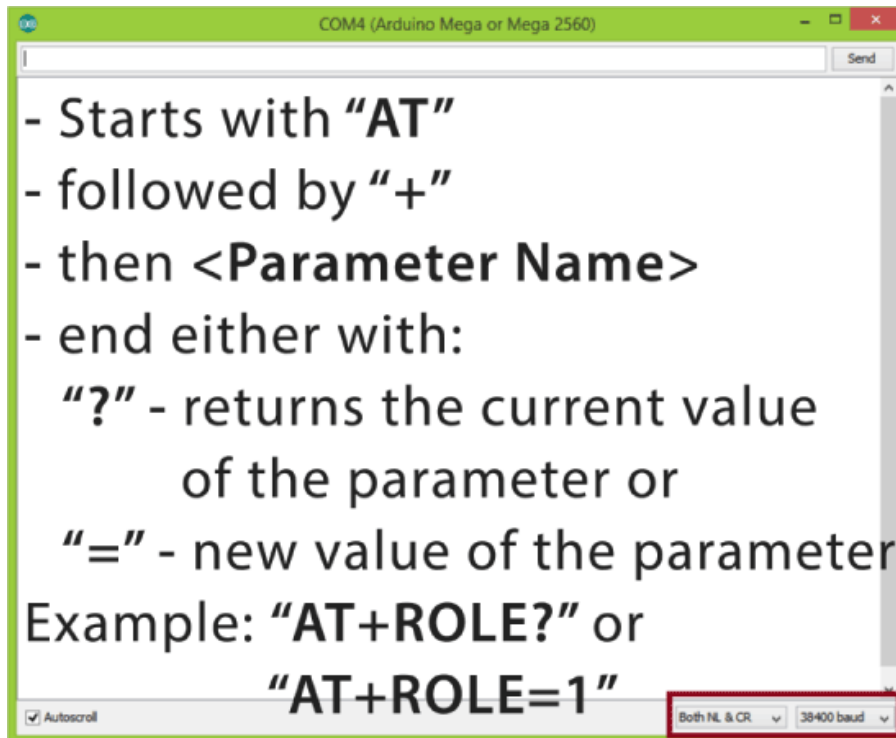 COM4 (Arduino Mega or Mega 2560)
Send
- Starts with “AT”
- followed by “+”
- then <Parameter Name>
- end either with:
“?” - returns the current value
of the parameter or
“=” - new value of the parameter
Example: “AT+ROLE?” or
“AT+ROLE=1”
Autoscroll
Both NL & CR
38400 baud